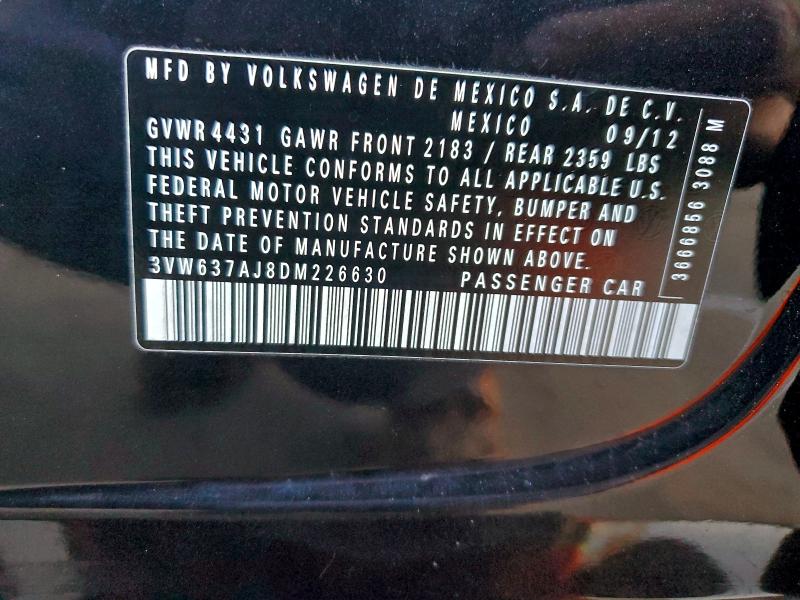 MFD BY VOLKSWAGEN DE MEXICO S.A. DE C.V.
MEXICO 09/12
GVWR 4431 GAWR FRONT 2183 / REAR 2359 LBS
THIS VEHICLE CONFORMS TO ALL APPLICABLE U.S.
FEDERAL MOTOR VEHICLE SAFETY, BUMPER AND
THEFT PREVENTION STANDARDS IN EFFECT ON
THE DATE OF MANUFACTURE SHOWN ABOVE.
3VW637AJ8DM226630 PASSENGER CAR
3666856 3088 M